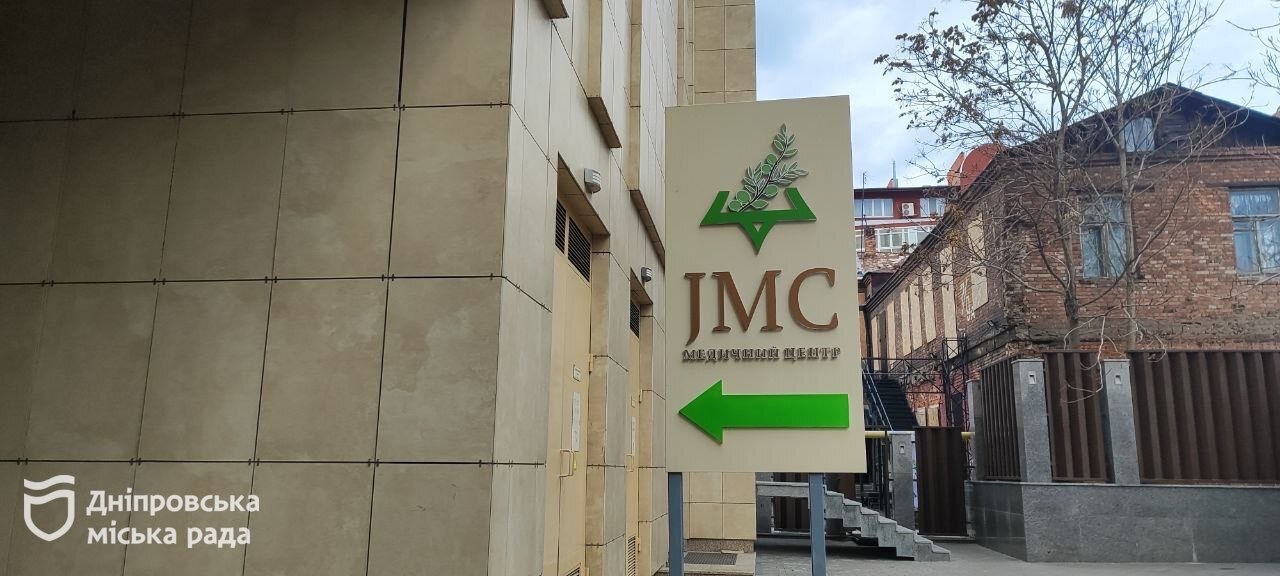 JMC
МЕДИЧНИЙ ЦЕНТР
Дніпровська
міська рада